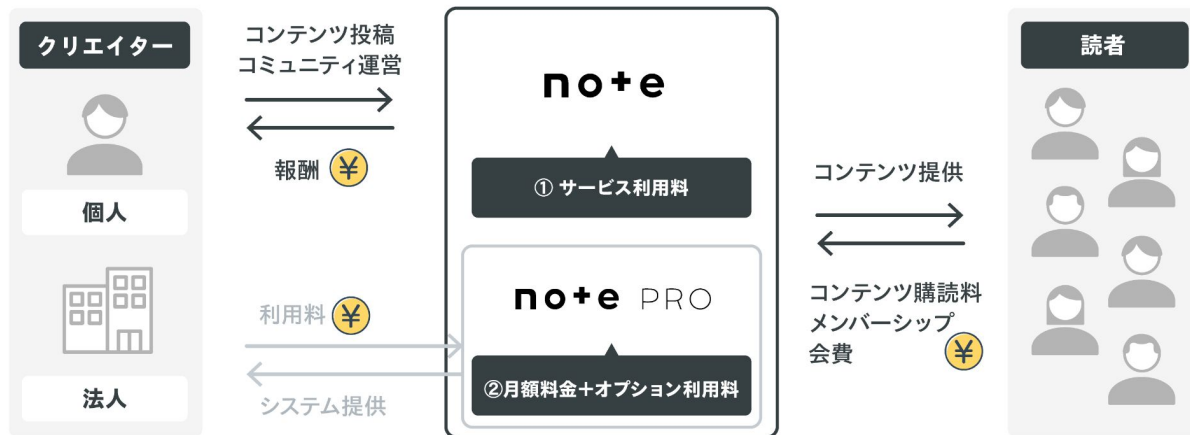 クリエイター
個人
法人
コンテンツ投稿
コミュニティ運営
報酬 ¥
利用料 ¥
システム提供
note
① サービス利用料
note PRO
②月額料金＋オプション利用料
コンテンツ提供
コンテンツ購読料
メンバーシップ
会費 ¥
読者